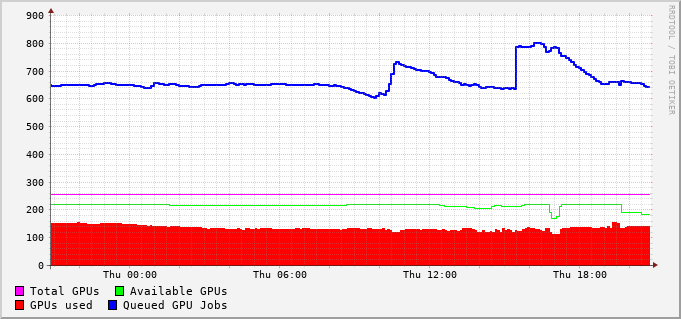 900
800
700
600
500
400
300
200
100
0
Thu 00:00 Thu 06:00 Thu 12:00 Thu 18:00
Total GPUs Available GPUs
GPUs used Queued GPU Jobs
RRDTOOL / TOBI OETIKER